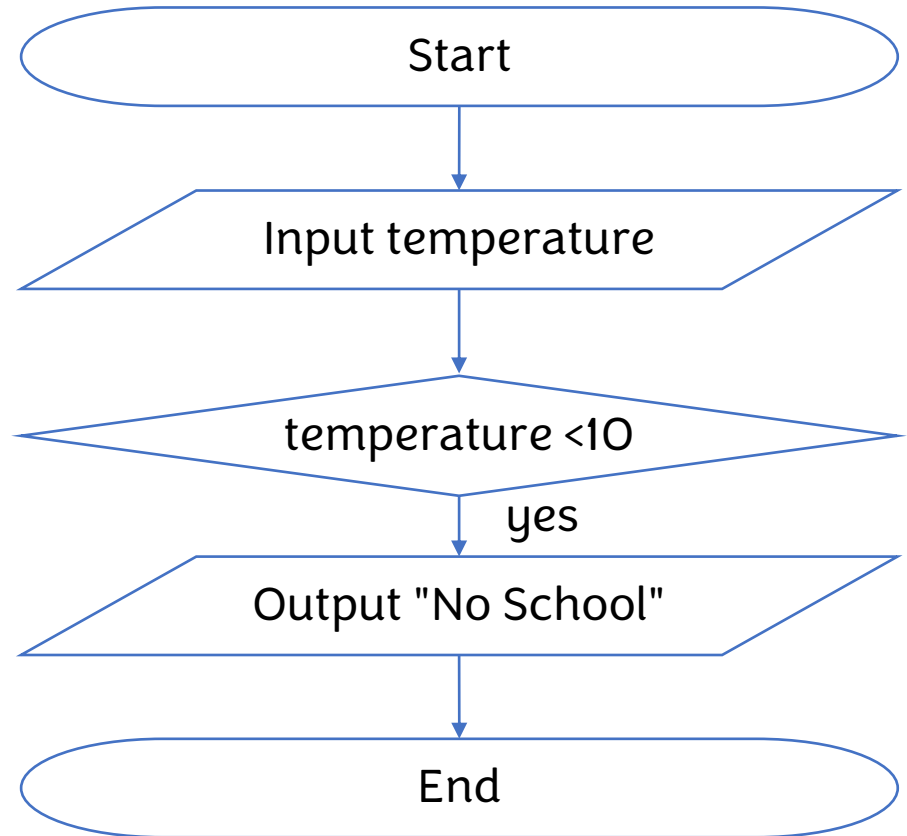 Start
Input temperature
temperature <10
yes
Output "No School"
End